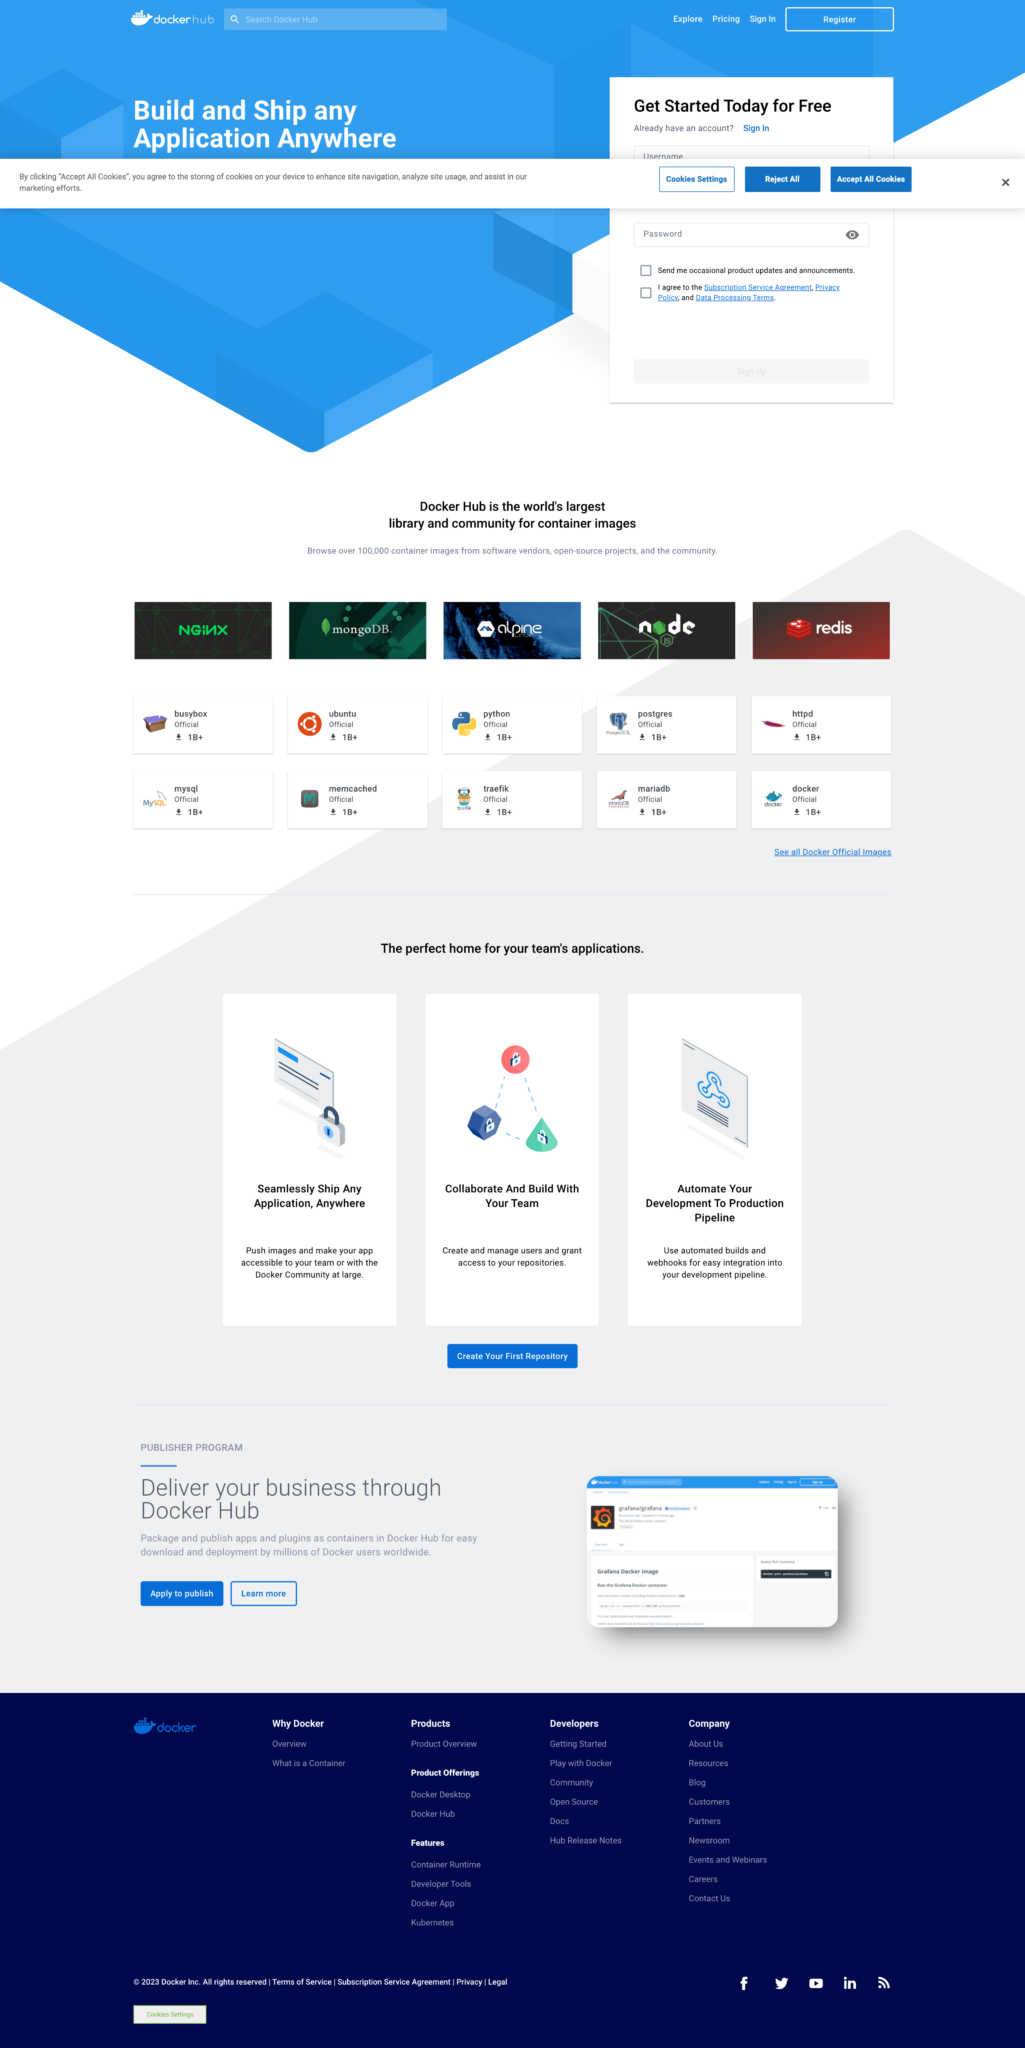 docker hub
Search Docker Hub
Explore
Pricing
Sign In
Register
Build and Ship any
Application Anywhere
Get Started Today for Free
Already have an account? Sign In
Username
By clicking "Accept All Cookies", you agree to the storing of cookies on your device to enhance site navigation, analyze site usage, and assist in our
marketing efforts.
Cookies Settings
Reject All
Accept All Cookies
Password
Send me occasional product updates and announcements.
I agree to the Subscription Service Agreement, Privacy
Policy, and Data Processing Terms.
Sign Up
Docker Hub is the world's largest
library and community for container images
Browse over 100,000 container images from software vendors, open-source projects, and the community.
NGINX
mongoDB
alpine
node
JS
redis
busybox
Official
1B+
ubuntu
Official
1B+
python
Official
1B+
postgres
Official
1B+
PostgreSQL
httpd
Official
1B+
mysql
Official
1B+
MySQL
memcached
Official
1B+
traefik
Official
1B+
mariadb
Official
1B+
MariaDB
docker
Official
1B+
docker
See all Docker Official Images
The perfect home for your team's applications.
Seamlessly Ship Any
Application, Anywhere
Push images and make your app
accessible to your team or with the
Docker Community at large.
Collaborate And Build With
Your Team
Create and manage users and grant
access to your repositories.
Automate Your
Development To Production
Pipeline
Use automated builds and
webhooks for easy integration into
your development pipeline.
Create Your First Repository
PUBLISHER PROGRAM
Deliver your business through
Docker Hub
Package and publish apps and plugins as containers in Docker Hub for easy
download and deployment by millions of Docker users worldwide.
Apply to publish
Learn more
grafana/grafana
Grafana Docker image
Run the Grafana Docker container
docker
Why Docker
Overview
What is a Container
Products
Product Overview
Product Offerings
Docker Desktop
Docker Hub
Features
Container Runtime
Developer Tools
Docker App
Kubernetes
Developers
Getting Started
Play with Docker
Community
Open Source
Docs
Hub Release Notes
Company
About Us
Resources
Blog
Customers
Partners
Newsroom
Events and Webinars
Careers
Contact Us
© 2023 Docker Inc. All rights reserved | Terms of Service | Subscription Service Agreement | Privacy | Legal
Cookies Settings